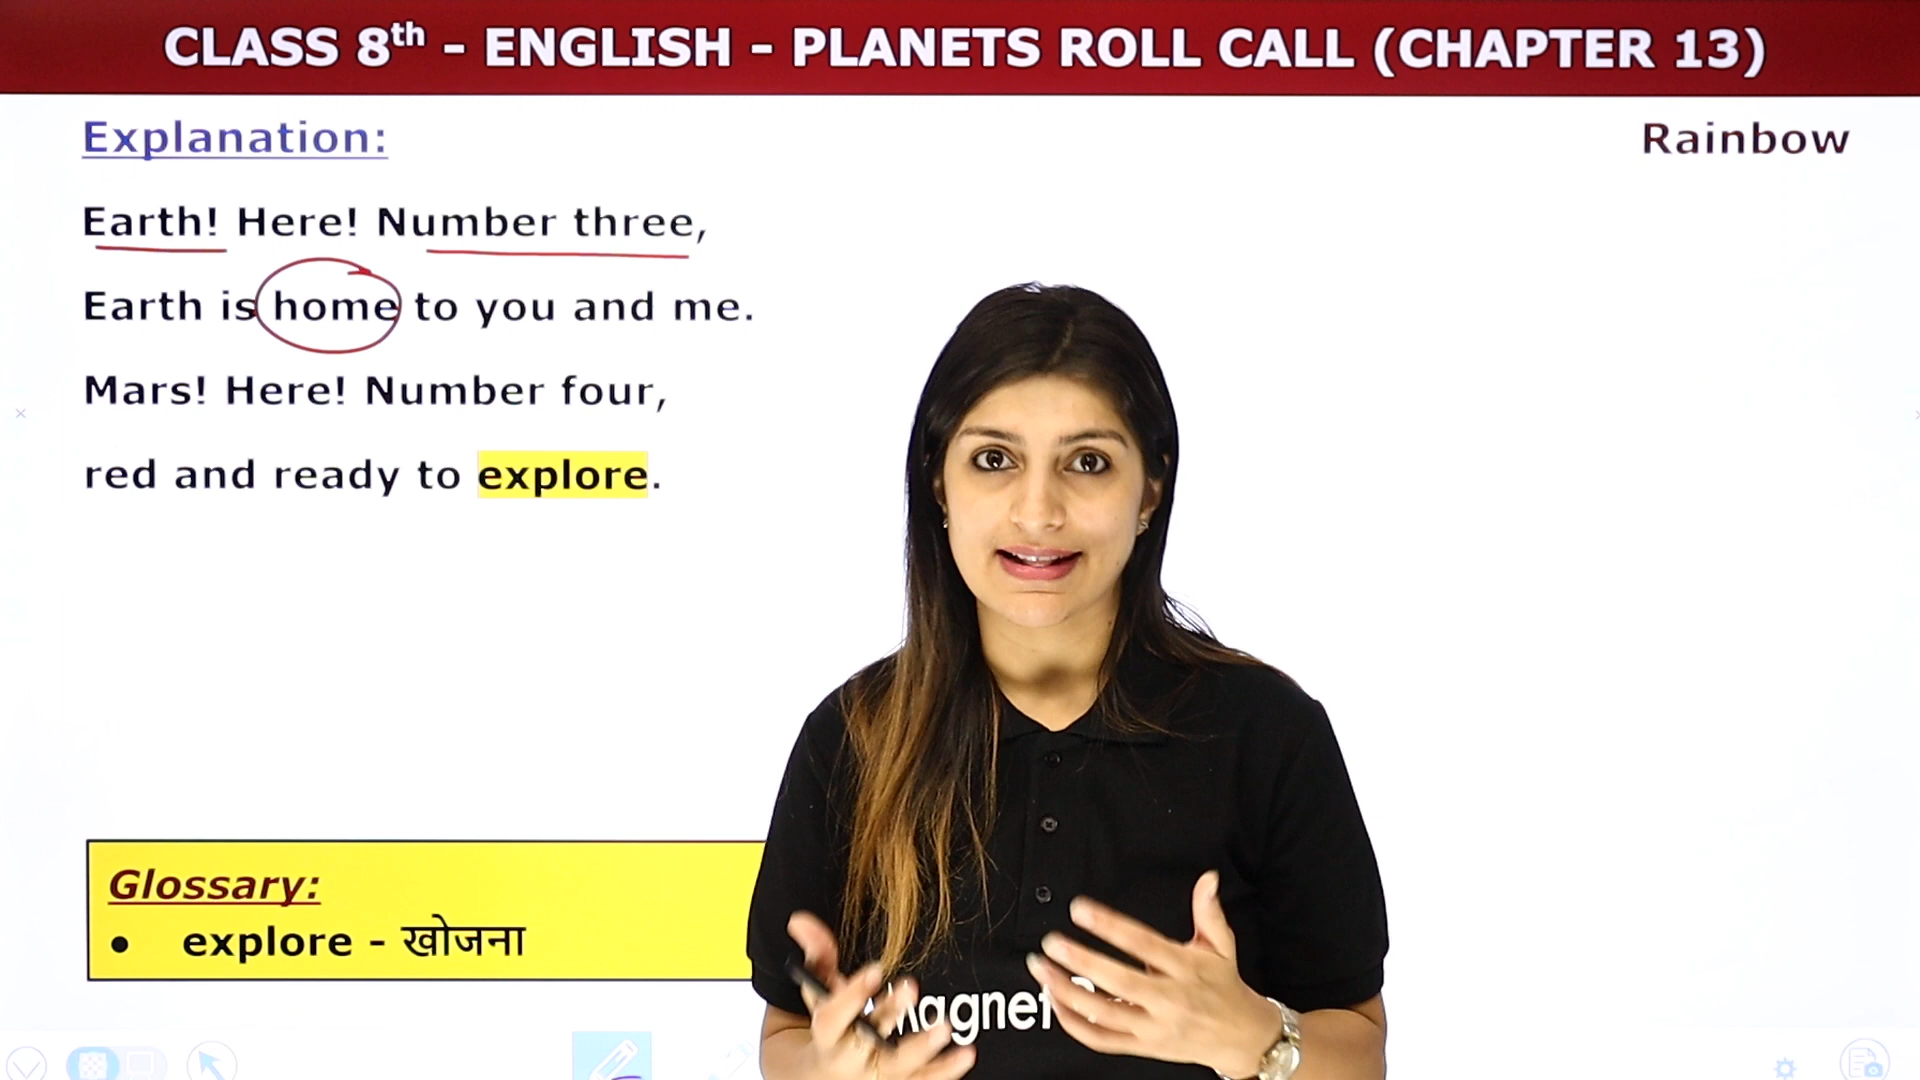 CLASS 8th - ENGLISH - PLANETS ROLL CALL (CHAPTER 13)
Explanation:
Rainbow
Earth! Here! Number three,
Earth is home to you and me.
Mars! Here! Number four,
red and ready to explore.
Glossary:
• explore - खोजना
Magnet